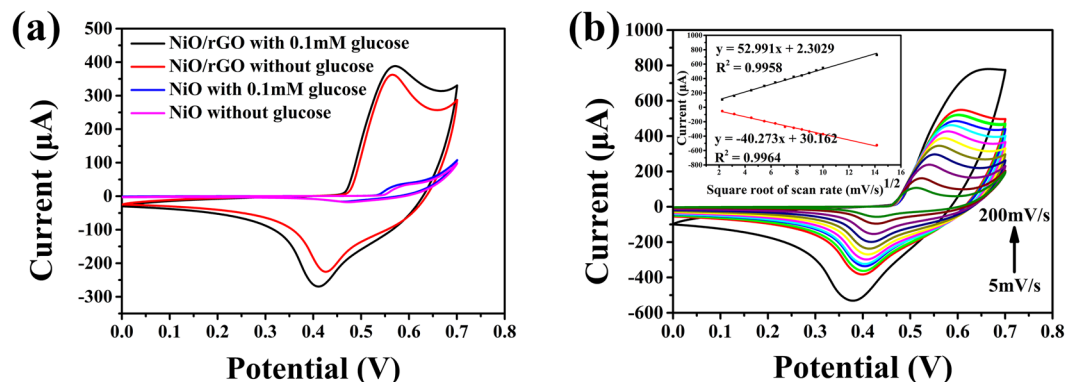 (a)
Current (μA)
500
400
300
200
100
0
-100
-200
-300
NiO/rGO with 0.1mM glucose
NiO/rGO without glucose
NiO with 0.1mM glucose
NiO without glucose
0.0 0.1 0.2 0.3 0.4 0.5 0.6 0.7 0.8
Potential (V)
(b)
Current (μA)
1000
800
600
400
200
0
-200
-400
-600
Current (μA)
1000
800
600
400
200
0
-200
-400
-600
-800
y = 52.991x + 2.3029
R² = 0.9958
y = -40.273x + 30.162
R² = 0.9964
2 4 6 8 10 12 14 16
Square root of scan rate (mV/s)^1/2
200mV/s
5mV/s
0.0 0.1 0.2 0.3 0.4 0.5 0.6 0.7 0.8
Potential (V)